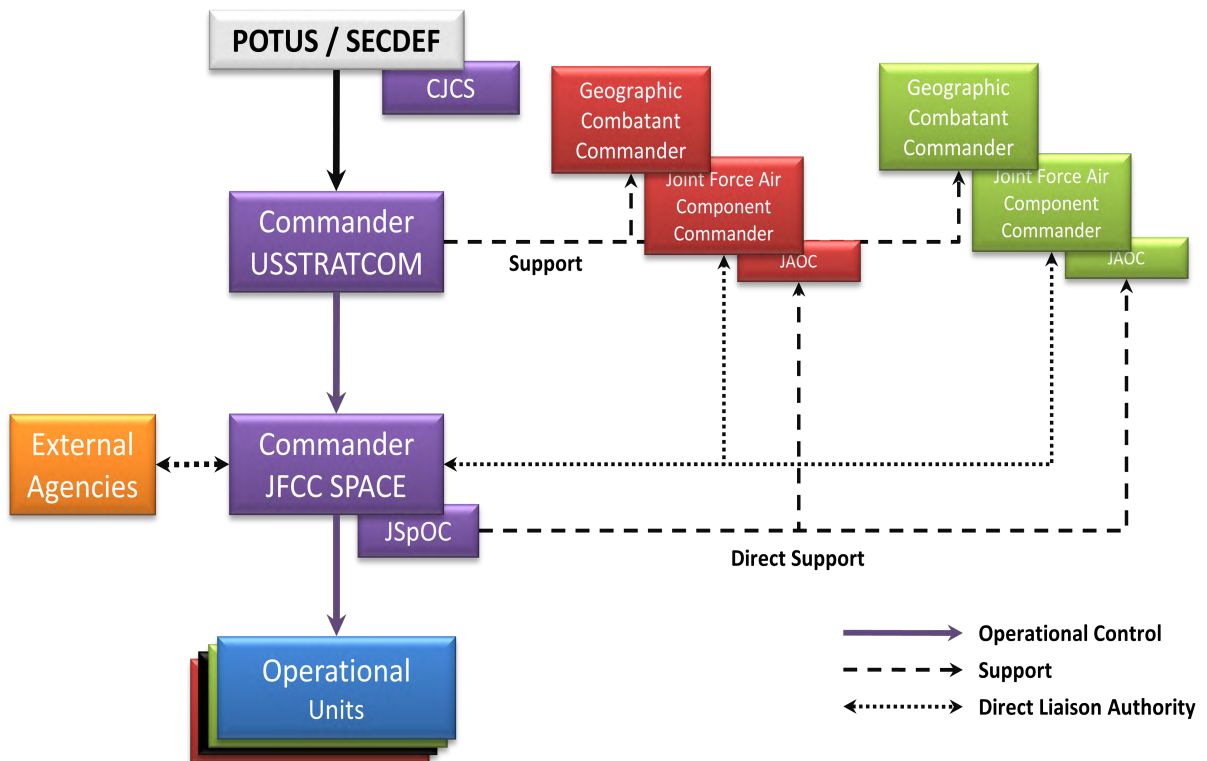 POTUS / SECDEF
CJCS
Geographic
Combatant
Commander
Joint Force Air
Component
Commander
JAOC
Geographic
Combatant
Commander
Joint Force Air
Component
Commander
JAOC
Commander
USSTRATCOM
Support
External
Agencies
Commander
JFCC SPACE
JSpOC
Direct Support
Operational
Units
Operational Control
Support
Direct Liaison Authority